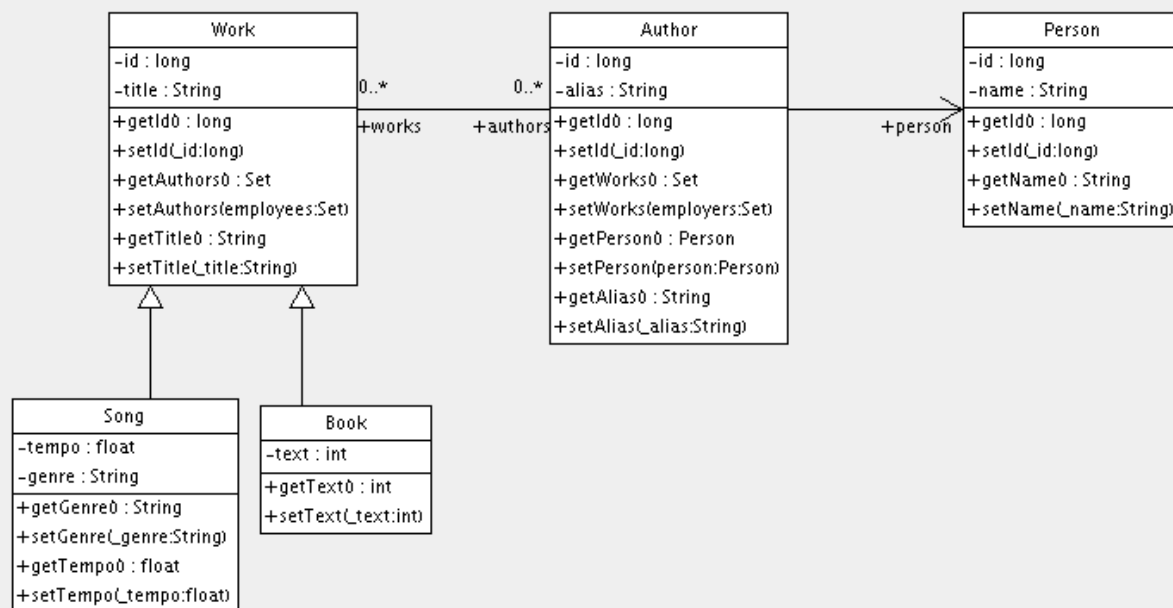 Work
-id : long
-title : String
+getId() : long
+setId(_id:long)
+getAuthors() : Set
+setAuthors(employees:Set)
+getTitle() : String
+setTitle(_title:String)
0..*
+works
0..*
+authors
Author
-id : long
-alias : String
+getId() : long
+setId(_id:long)
+getWorks() : Set
+setWorks(employers:Set)
+getPerson() : Person
+setPerson(person:Person)
+getAlias() : String
+setAlias(_alias:String)
+person
Person
-id : long
-name : String
+getId() : long
+setId(_id:long)
+getName() : String
+setName(_name:String)
Song
-tempo : float
-genre : String
+getGenre() : String
+setGenre(_genre:String)
+getTempo() : float
+setTempo(_tempo:float)
Book
-text : int
+getText() : int
+setText(_text:int)